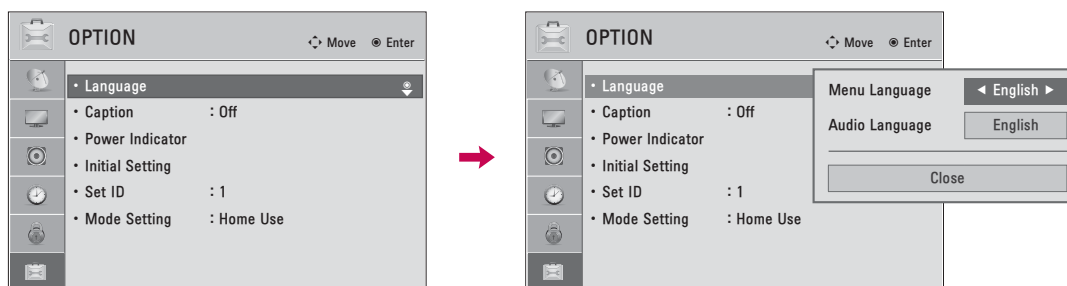 OPTION
Move Enter
• Language
• Caption : Off
• Power Indicator
• Initial Setting
• Set ID : 1
• Mode Setting : Home Use
OPTION
Move Enter
• Language
• Caption : Off
• Power Indicator
• Initial Setting
• Set ID : 1
• Mode Setting : Home Use
Menu Language ◄ English ►
Audio Language English
Close